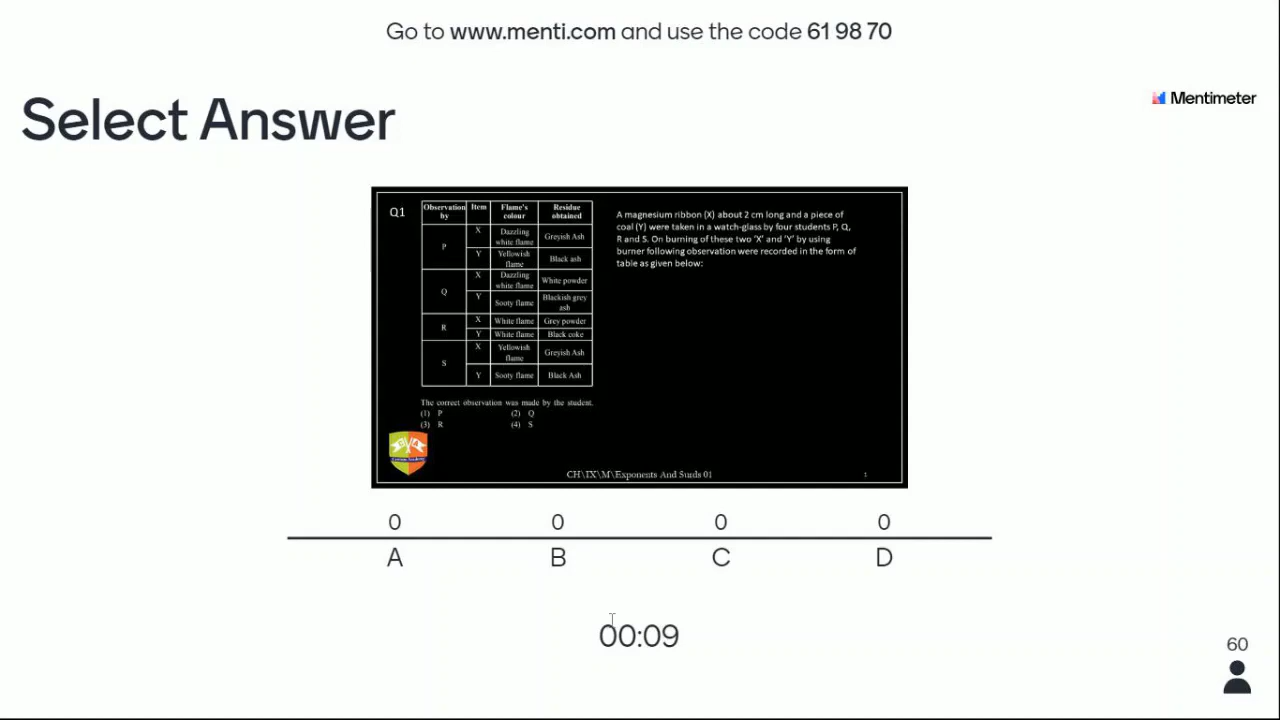 Go to www.menti.com and use the code 61 98 70
Select Answer
Mentimeter
Q1
Observation by Item Flame's colour Residue obtained
P X Dazzling white flame Greyish Ash
Y Yellowish flame Black ash
Q X Dazzling white flame White powder
Y Sooty flame Blackish grey ash
R X White flame Grey powder
Y White flame Black coke
S X Yellowish flame Greyish Ash
Y Sooty flame Black Ash
The correct observation was made by the student.
(1) P (2) Q
(3) R (4) S
A magnesium ribbon (X) about 2 cm long and a piece of
coal (Y) were taken in a watch-glass by four students P, Q,
R and S. On burning of these two 'X' and 'Y' by using
burner following observation were recorded in the form of
table as given below:
C A
CH\IX\M\Exponents And Surds 01
1
0 0 0 0
A B C D
00:09
60